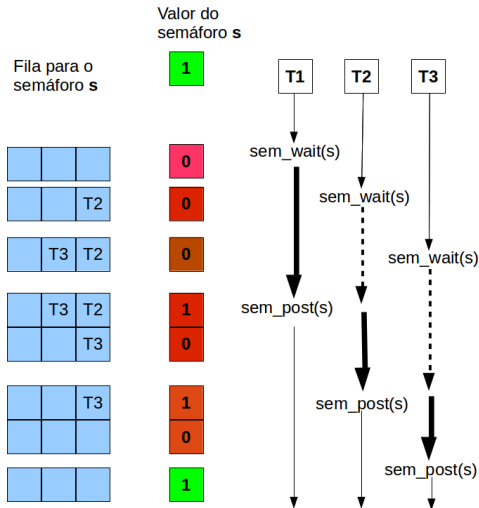 Valor do
semáforo s
Fila para o
semáforo s
1
T1 T2 T3
sem_wait(s)
0
T2 0 sem_wait(s)
T3 T2 0 sem_wait(s)
T3 T2 1 sem_post(s)
T3 0
T3 1 sem_post(s)
0
1 sem_post(s)